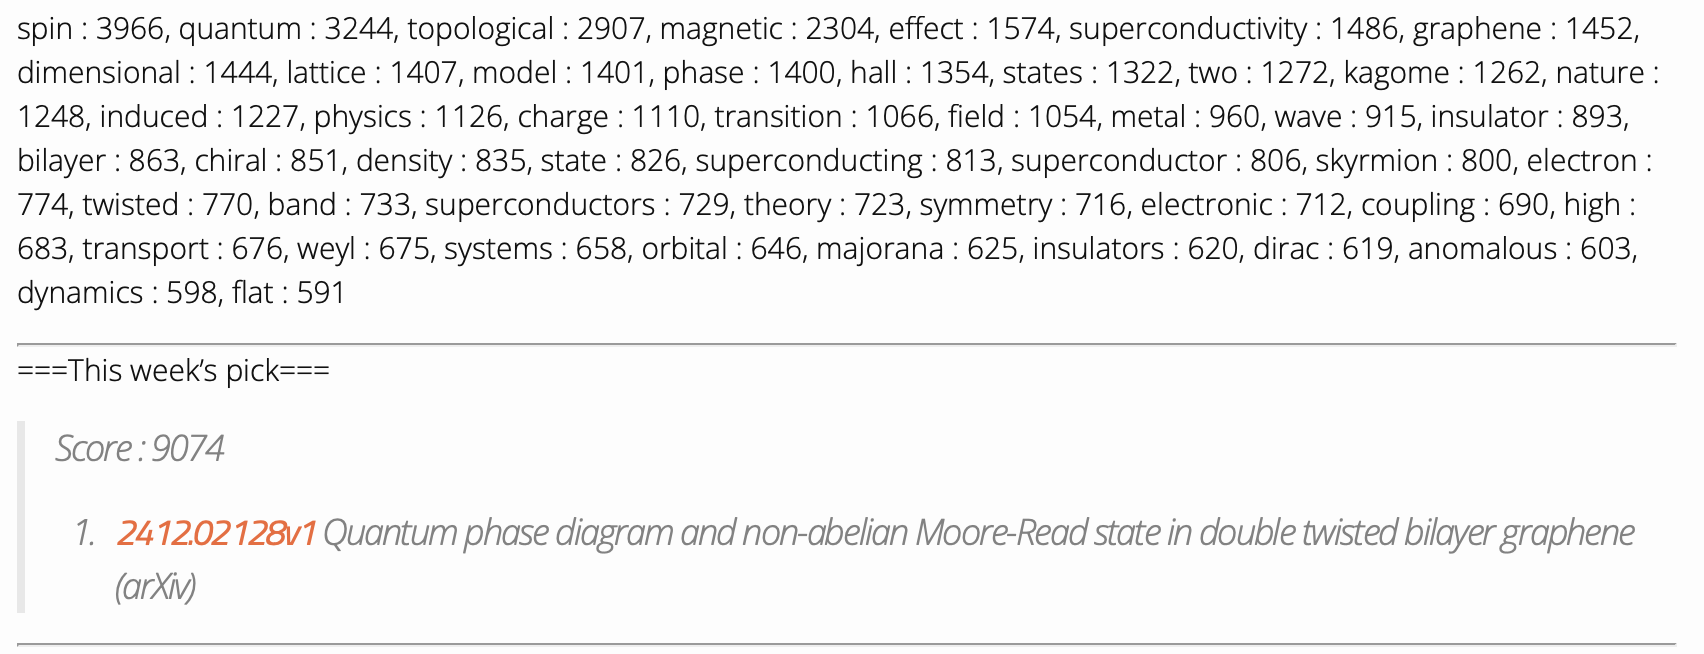 spin : 3966, quantum : 3244, topological : 2907, magnetic : 2304, effect : 1574, superconductivity : 1486, graphene : 1452,
dimensional : 1444, lattice : 1407, model : 1401, phase : 1400, hall : 1354, states : 1322, two : 1272, kagome : 1262, nature :
1248, induced : 1227, physics : 1126, charge : 1110, transition : 1066, field : 1054, metal : 960, wave : 915, insulator : 893,
bilayer : 863, chiral : 851, density : 835, state : 826, superconducting : 813, superconductor : 806, skyrmion : 800, electron :
774, twisted : 770, band : 733, superconductors : 729, theory : 723, symmetry : 716, electronic : 712, coupling : 690, high :
683, transport : 676, weyl : 675, systems : 658, orbital : 646, majorana : 625, insulators : 620, dirac : 619, anomalous : 603,
dynamics : 598, flat : 591
===This week’s pick===
Score : 9074
1. 2412.02128v1 Quantum phase diagram and non-abelian Moore-Read state in double twisted bilayer graphene
(arXiv)